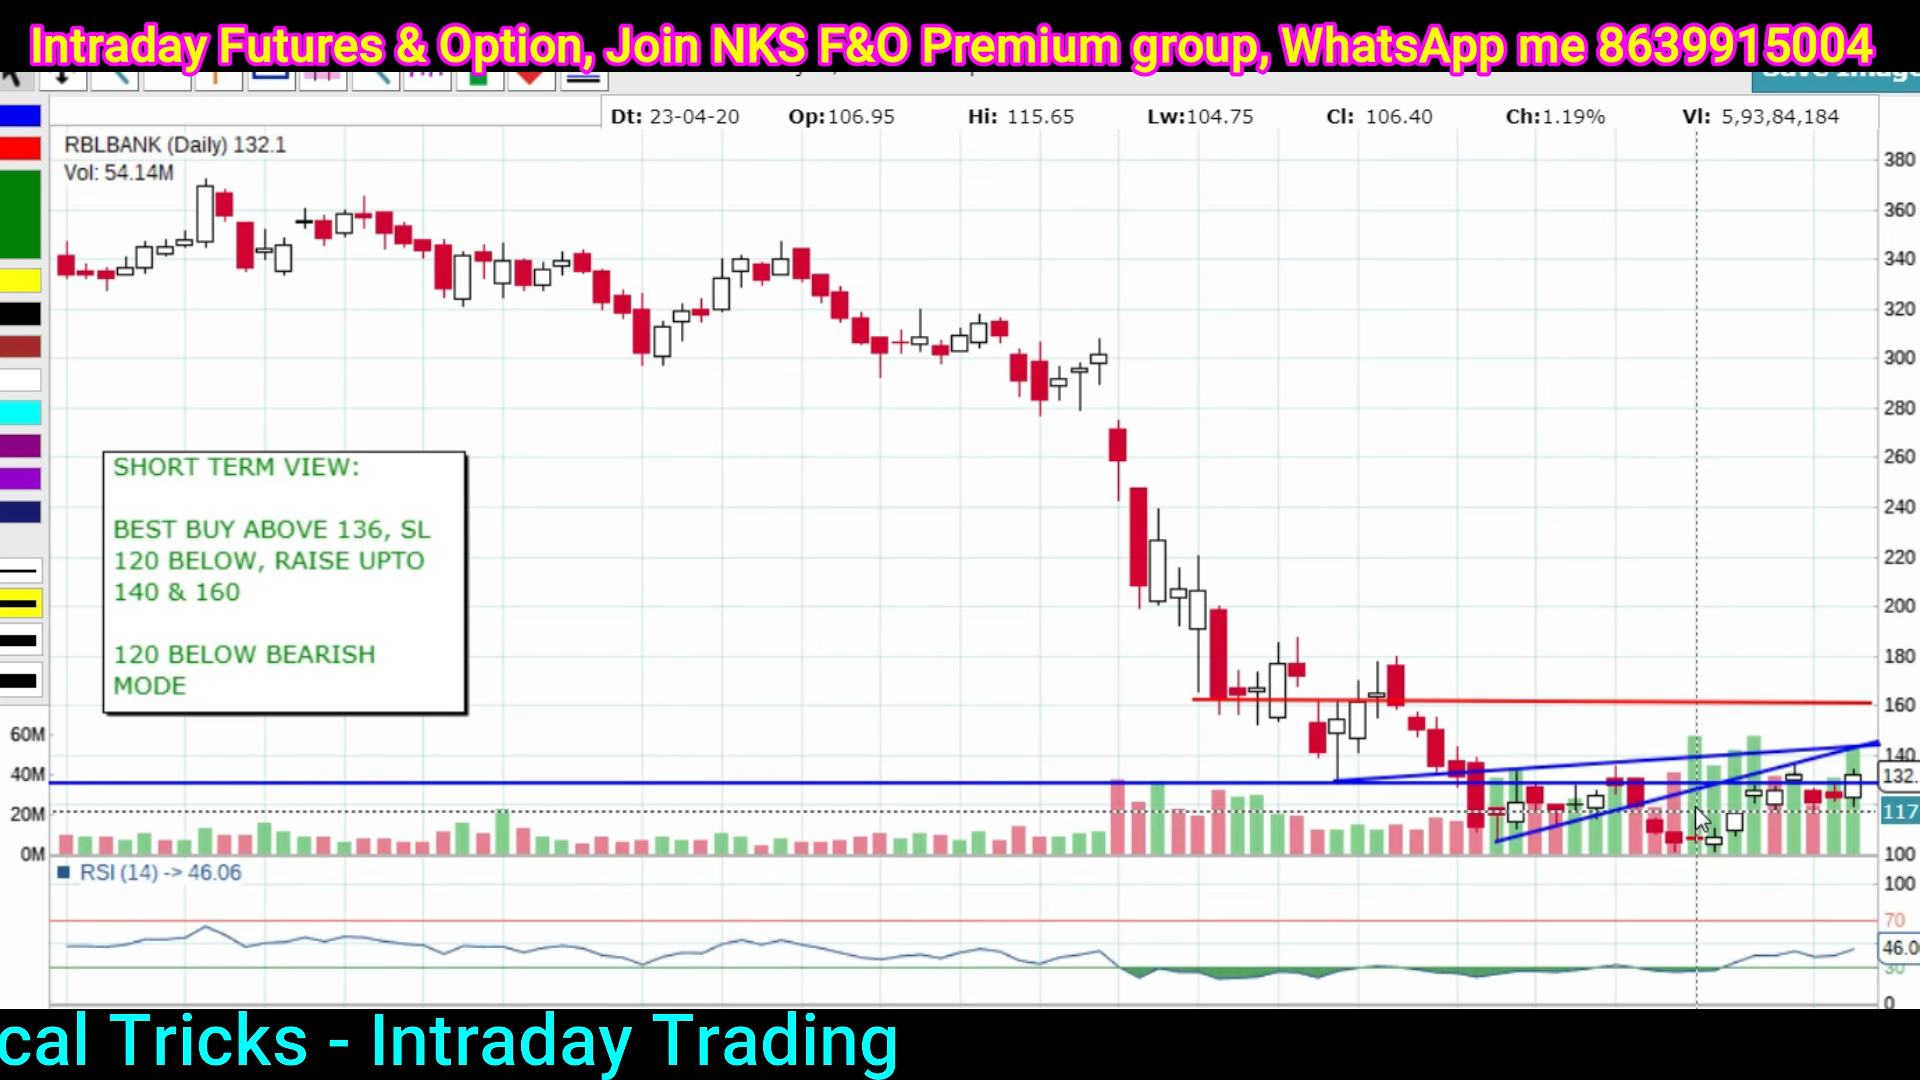 Intraday Futures & Option, Join NKS F&O Premium group, WhatsApp me 8639915004
Dt: 23-04-20 Op:106.95 Hi: 115.65 Lw:104.75 Cl: 106.40 Ch:1.19% Vl: 5,93,84,184
RBLBANK (Daily) 132.1
Vol: 54.14M
380
360
340
320
300
280
260
240
220
200
180
160
140
132.
117
100
60M
40M
20M
0M
SHORT TERM VIEW:
BEST BUY ABOVE 136, SL
120 BELOW, RAISE UPTO
140 & 160
120 BELOW BEARISH
MODE
RSI (14) -> 46.06
100
70
46.0
30
0
cal Tricks - Intraday Trading